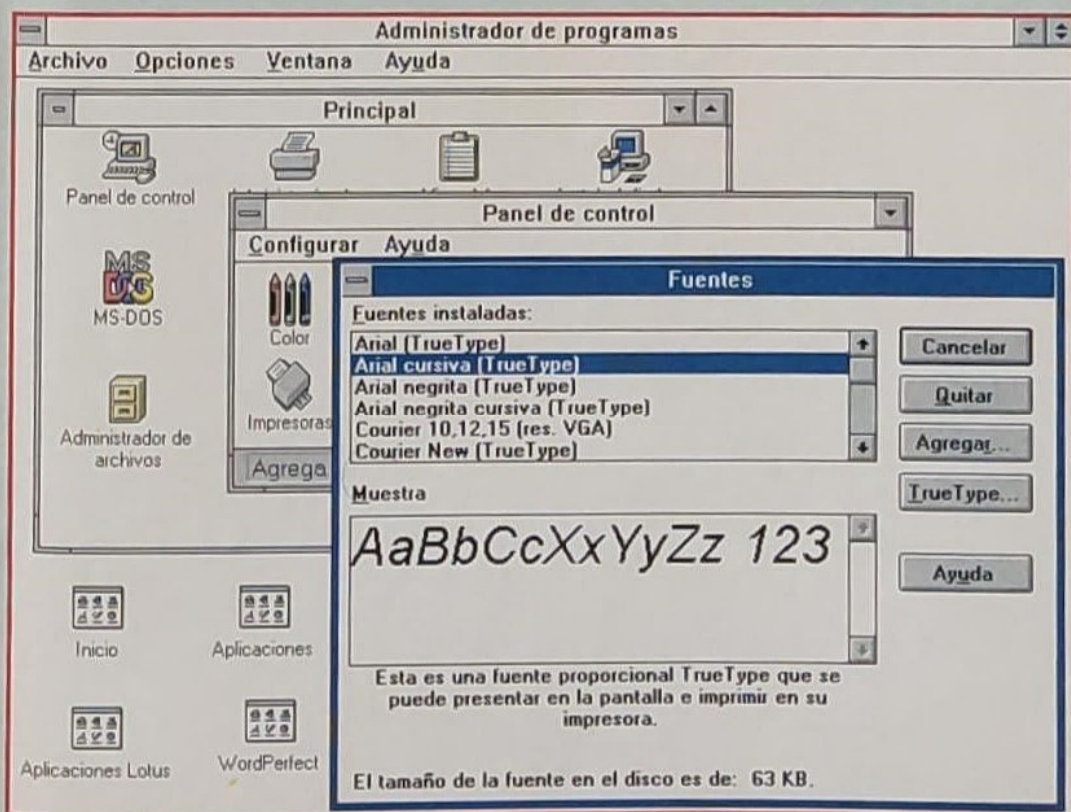 Administrador de programas
Archivo Opciones Ventana Ayuda
Principal
Panel de control
MS-DOS
Administrador de
archivos
Panel de control
Configurar Ayuda
Color
Impresoras
Agrega
Fuentes
Fuentes instaladas:
Arial (TrueType)
Arial cursiva (TrueType)
Arial negrita (TrueType)
Arial negrita cursiva (TrueType)
Courier 10,12,15 (res. VGA)
Courier New (TrueType)
Cancelar
Quitar
Agregar...
TrueType...
Ayuda
Muestra
AaBbCcXxYyZz 123
Esta es una fuente proporcional TrueType que se
puede presentar en la pantalla e imprimir en su
impresora.
El tamaño de la fuente en el disco es de: 63 KB.
Inicio
Aplicaciones
Aplicaciones Lotus
WordPerfect